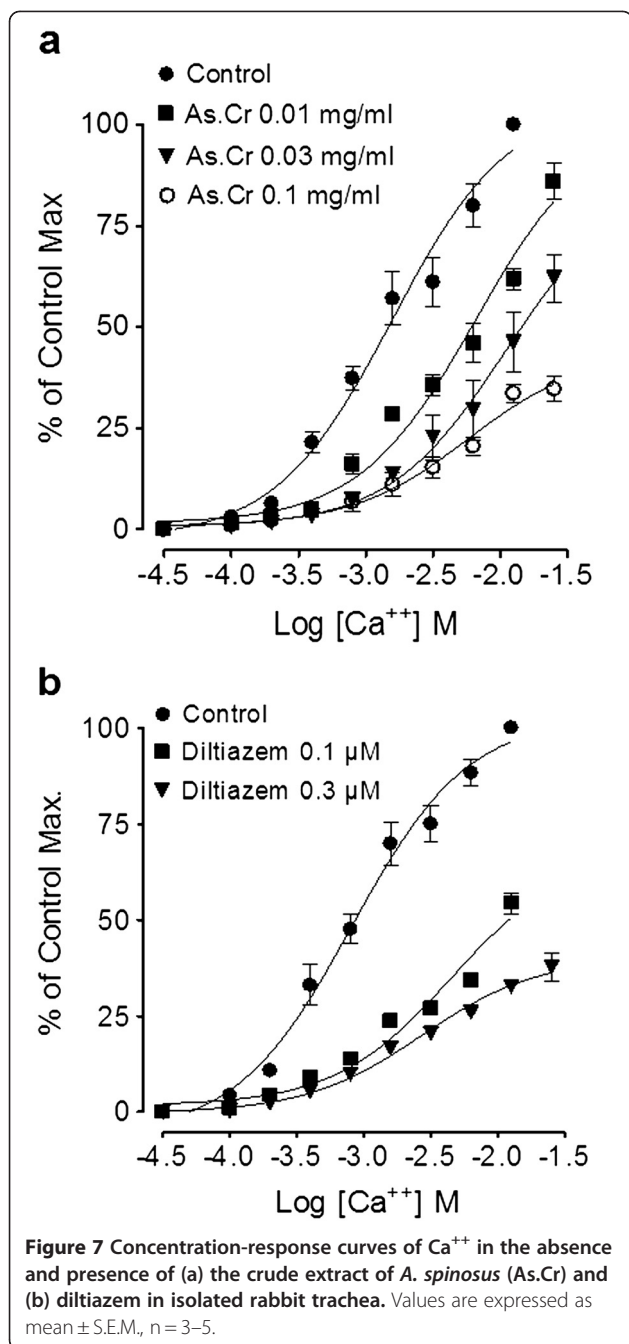 a
● Control
■ As.Cr 0.01 mg/ml
▼ As.Cr 0.03 mg/ml
○ As.Cr 0.1 mg/ml
% of Control Max
100
75
50
25
0
-4.5 -4.0 -3.5 -3.0 -2.5 -2.0 -1.5
Log [Ca⁺⁺] M
b
● Control
■ Diltiazem 0.1 µM
▼ Diltiazem 0.3 µM
% of Control Max.
100
75
50
25
0
-4.5 -4.0 -3.5 -3.0 -2.5 -2.0 -1.5
Log [Ca⁺⁺] M
Figure 7 Concentration-response curves of Ca⁺⁺ in the absence
and presence of (a) the crude extract of A. spinosus (As.Cr) and
(b) diltiazem in isolated rabbit trachea. Values are expressed as
mean ± S.E.M., n = 3–5.